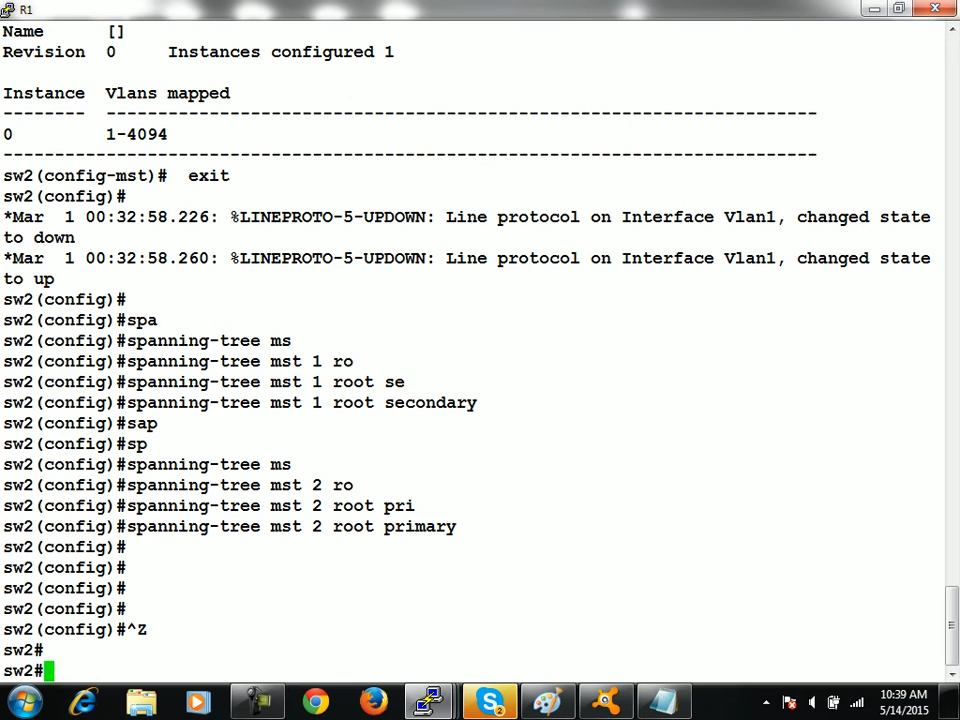 R1
Name      []
Revision  0     Instances configured 1
Instance  Vlans mapped
--------  ---------------------------------------------------------------------
0         1-4094
-------------------------------------------------------------------------------
sw2(config-mst)#  exit
sw2(config)#
*Mar  1 00:32:58.226: %LINEPROTO-5-UPDOWN: Line protocol on Interface Vlan1, changed state
to down
*Mar  1 00:32:58.260: %LINEPROTO-5-UPDOWN: Line protocol on Interface Vlan1, changed state
to up
sw2(config)#
sw2(config)#spa
sw2(config)#spanning-tree ms
sw2(config)#spanning-tree mst 1 ro
sw2(config)#spanning-tree mst 1 root se
sw2(config)#spanning-tree mst 1 root secondary
sw2(config)#sap
sw2(config)#sp
sw2(config)#spanning-tree ms
sw2(config)#spanning-tree mst 2 ro
sw2(config)#spanning-tree mst 2 root pri
sw2(config)#spanning-tree mst 2 root primary
sw2(config)#
sw2(config)#
sw2(config)#
sw2(config)#
sw2(config)#^Z
sw2#
sw2#
2
10:39 AM
5/14/2015